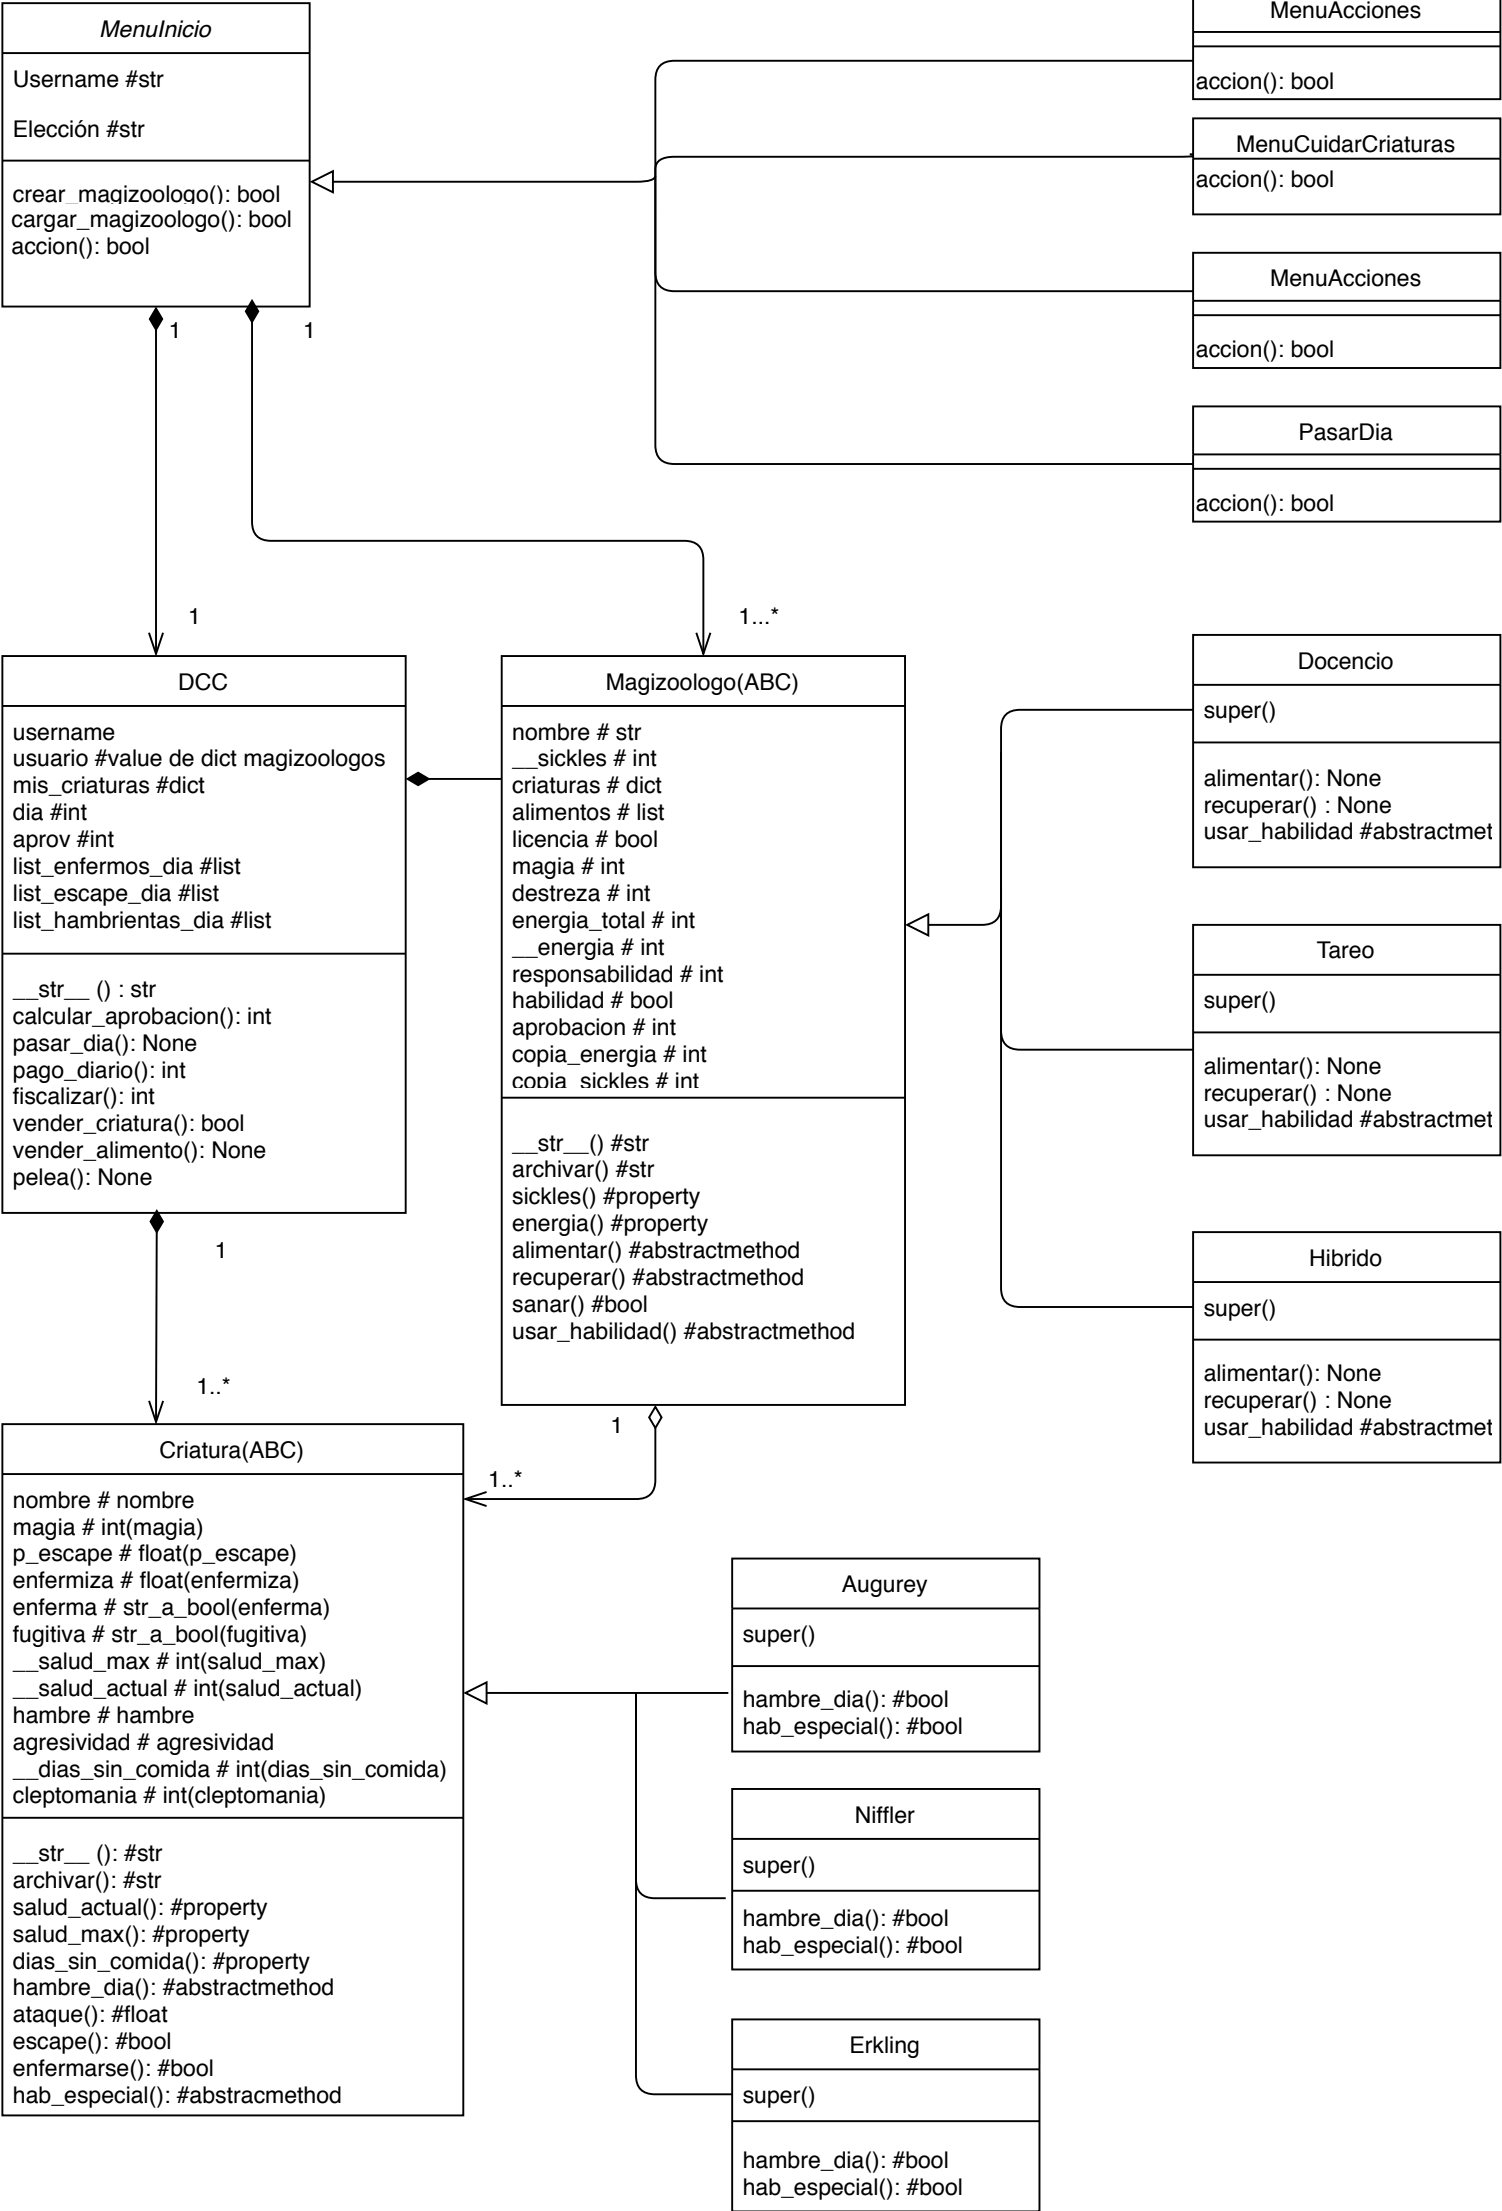 MenuInicio
Username #str
Elección #str
crear_magizoologo(): bool
cargar_magizoologo(): bool
accion(): bool
MenuAcciones
accion(): bool
MenuCuidarCriaturas
accion(): bool
MenuAcciones
accion(): bool
PasarDia
accion(): bool
1
1
1
1...*
DCC
username
usuario #value de dict magizoologos
mis_criaturas #dict
dia #int
aprov #int
list_enfermos_dia #list
list_escape_dia #list
list_hambrientas_dia #list
__str__ () : str
calcular_aprobacion(): int
pasar_dia(): None
pago_diario(): int
fiscalizar(): int
vender_criatura(): bool
vender_alimento(): None
pelea(): None
Magizoologo(ABC)
nombre # str
__sickles # int
criaturas # dict
alimentos # list
licencia # bool
magia # int
destreza # int
energia_total # int
__energia # int
responsabilidad # int
habilidad # bool
aprobacion # int
copia_energia # int
copia_sickles # int
__str__() #str
archivar() #str
sickles() #property
energia() #property
alimentar() #abstractmethod
recuperar() #abstractmethod
sanar() #bool
usar_habilidad() #abstractmethod
Docencio
super()
alimentar(): None
recuperar() : None
usar_habilidad #abstractmet
Tareo
super()
alimentar(): None
recuperar() : None
usar_habilidad #abstractmet
Hibrido
super()
alimentar(): None
recuperar() : None
usar_habilidad #abstractmet
1
1..*
1
1..*
Criatura(ABC)
nombre # nombre
magia # int(magia)
p_escape # float(p_escape)
enfermiza # float(enfermiza)
enferma # str_a_bool(enferma)
fugitiva # str_a_bool(fugitiva)
__salud_max # int(salud_max)
__salud_actual # int(salud_actual)
hambre # hambre
agresividad # agresividad
__dias_sin_comida # int(dias_sin_comida)
cleptomania # int(cleptomania)
__str__ (): #str
archivar(): #str
salud_actual(): #property
salud_max(): #property
dias_sin_comida(): #property
hambre_dia(): #abstractmethod
ataque(): #float
escape(): #bool
enfermarse(): #bool
hab_especial(): #abstracmethod
Augurey
super()
hambre_dia(): #bool
hab_especial(): #bool
Niffler
super()
hambre_dia(): #bool
hab_especial(): #bool
Erkling
super()
hambre_dia(): #bool
hab_especial(): #bool